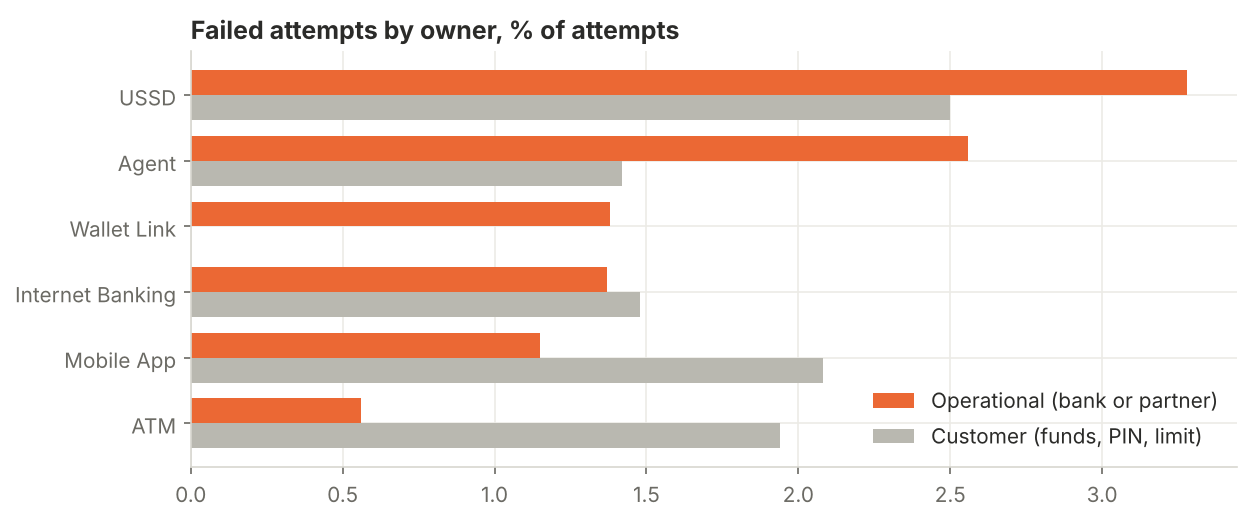 Failed attempts by owner, % of attempts
USSD
Agent
Wallet Link
Internet Banking
Mobile App
ATM
Operational (bank or partner)
Customer (funds, PIN, limit)
0.0 0.5 1.0 1.5 2.0 2.5 3.0